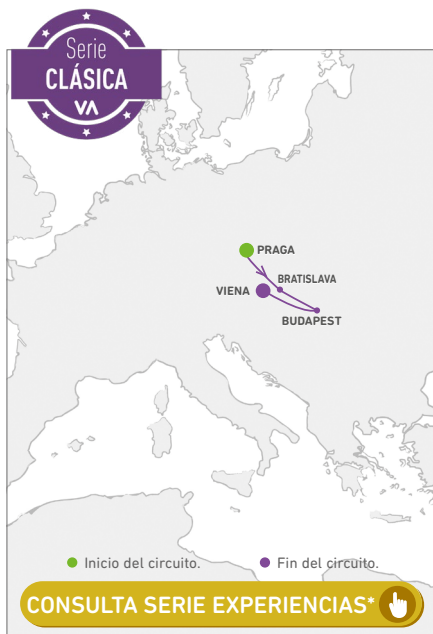 Serie
CLÁSICA
VA
PRAGA
BRATISLAVA
VIENA
BUDAPEST
Inicio del circuito.
Fin del circuito.
CONSULTA SERIE EXPERIENCIAS*